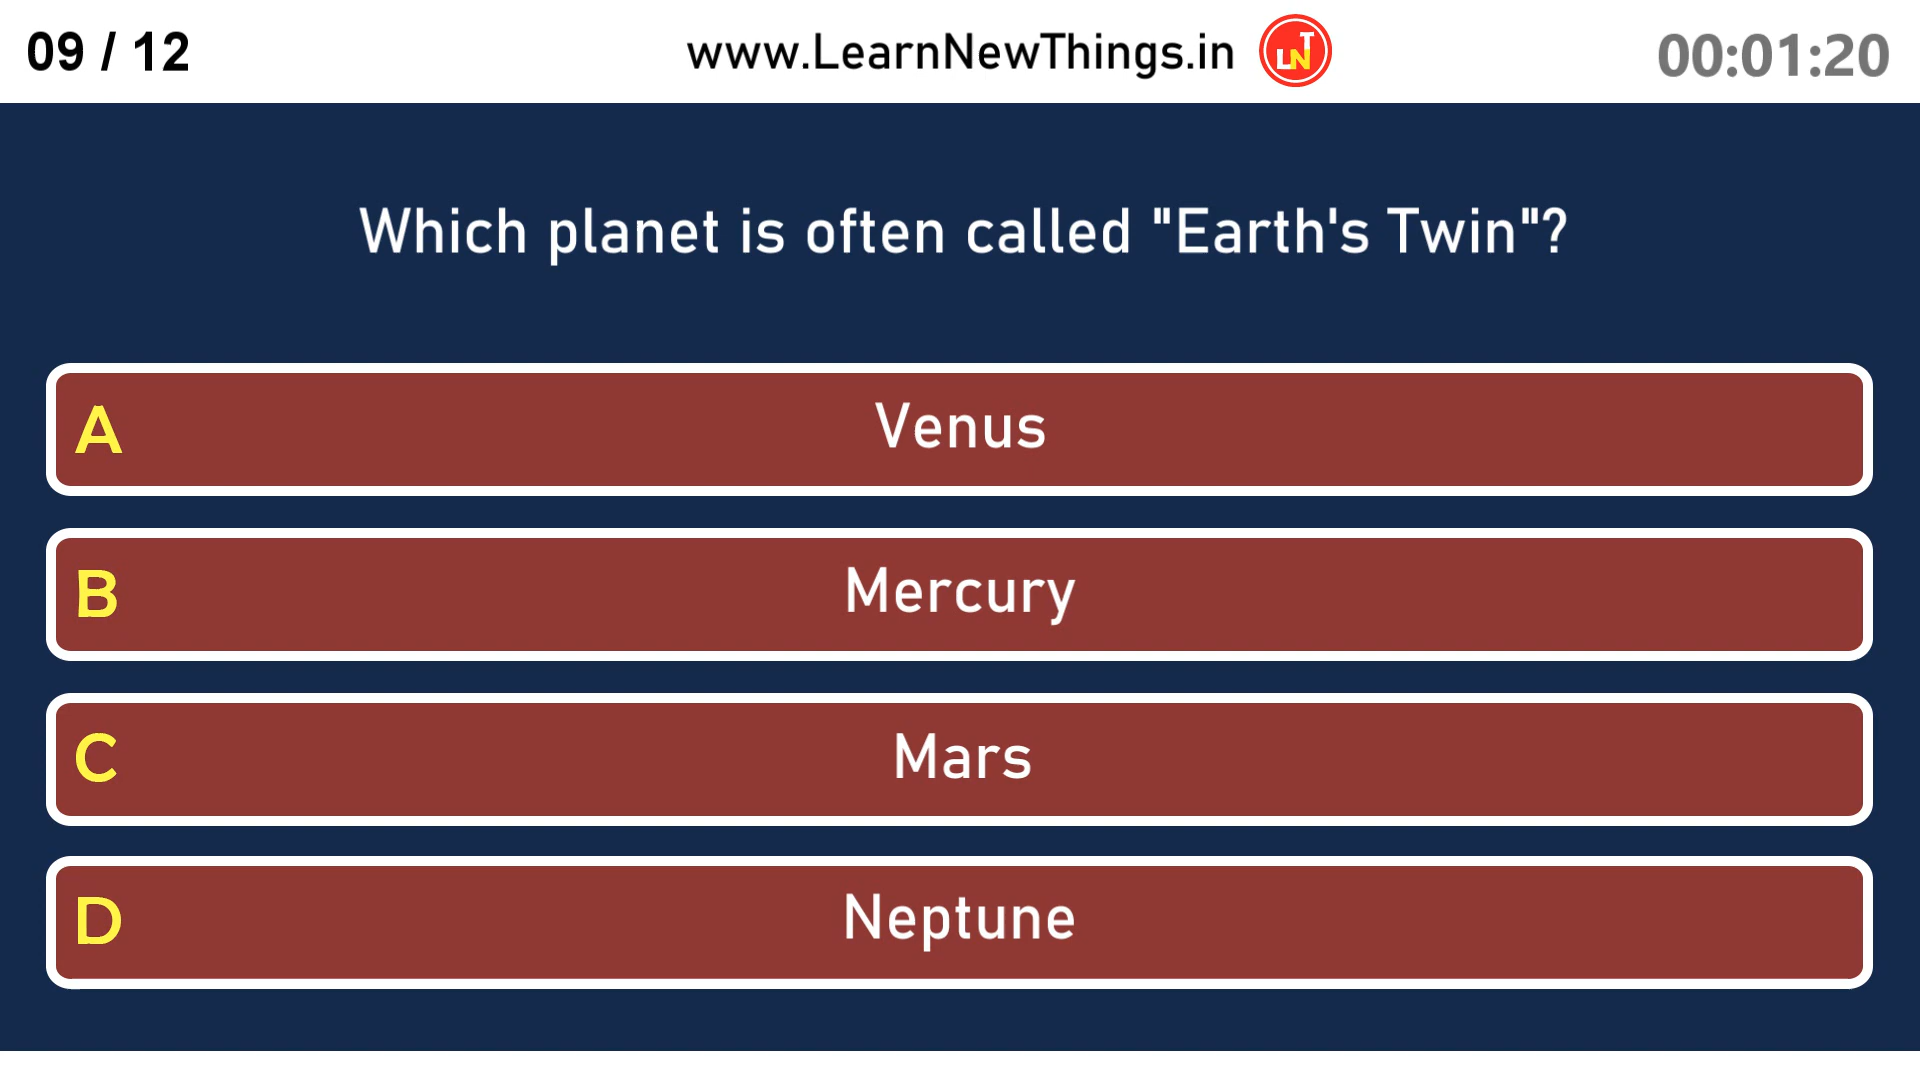 09 / 12
www.LearnNewThings.in
LNT
00:01:20
Which planet is often called "Earth's Twin"?
A Venus
B Mercury
C Mars
D Neptune